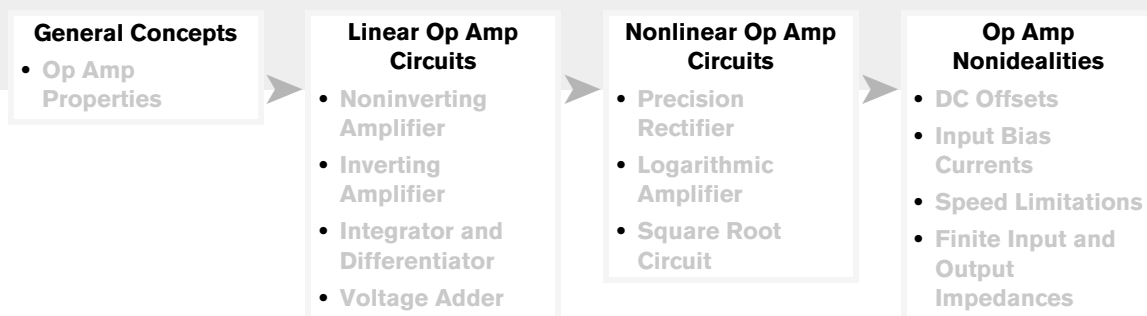 General Concepts
• Op Amp
Properties
Linear Op Amp
Circuits
• Noninverting
Amplifier
• Inverting
Amplifier
• Integrator and
Differentiator
• Voltage Adder
Nonlinear Op Amp
Circuits
• Precision
Rectifier
• Logarithmic
Amplifier
• Square Root
Circuit
Op Amp
Nonidealities
• DC Offsets
• Input Bias
Currents
• Speed Limitations
• Finite Input and
Output
Impedances